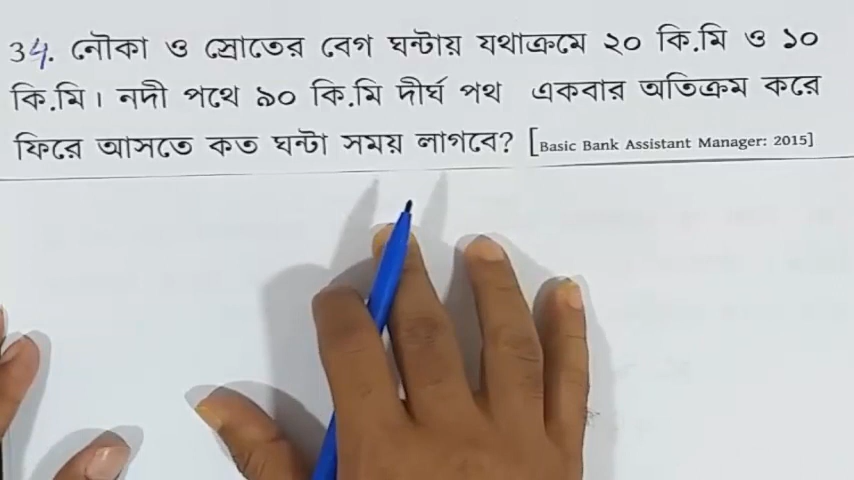 34. নৌকা ও স্রোতের বেগ ঘন্টায় যথাক্রমে ২০ কি.মি ও ১০
কি.মি। নদী পথে ৯০ কি.মি দীর্ঘ পথ একবার অতিক্রম করে
ফিরে আসতে কত ঘন্টা সময় লাগবে? [Basic Bank Assistant Manager: 2015]